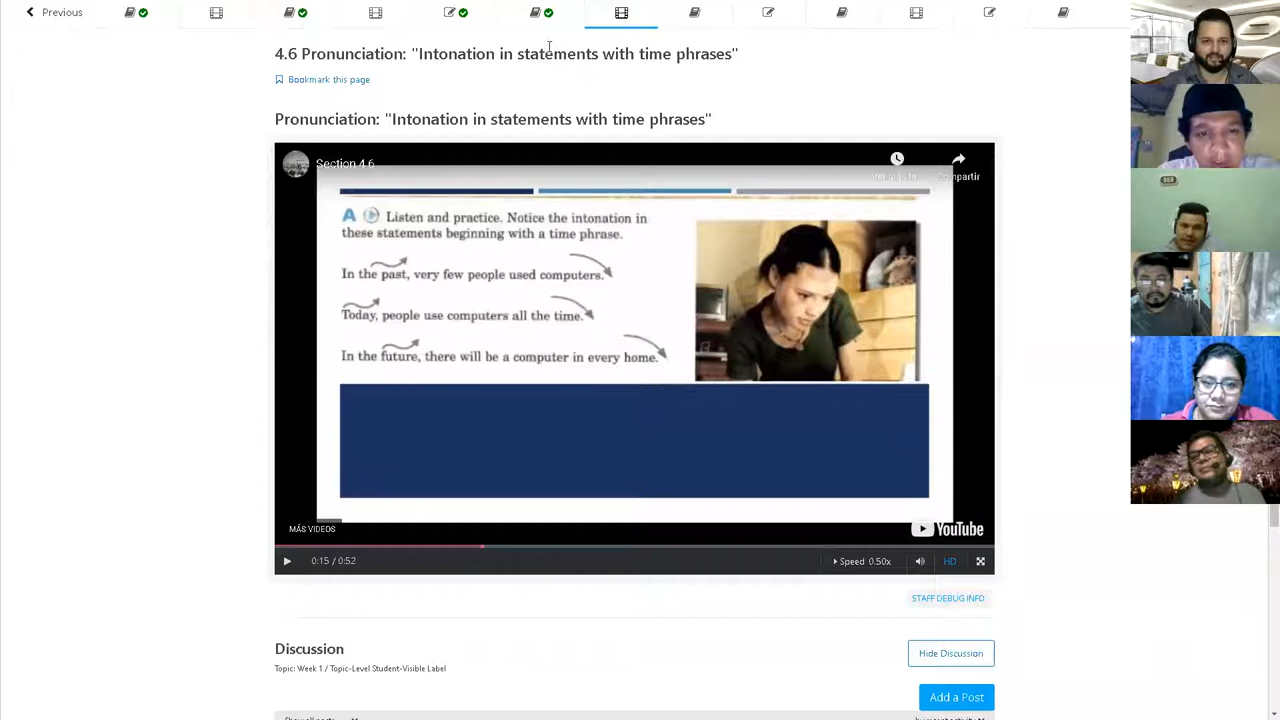 Previous
4.6 Pronunciation: "Intonation in statements with time phrases"
Bookmark this page
Pronunciation: "Intonation in statements with time phrases"
Section 4.6
Compartir
A Listen and practice. Notice the intonation in
these statements beginning with a time phrase.
In the past, very few people used computers.
Today, people use computers all the time.
In the future, there will be a computer in every home.
MÁS VIDEOS
YouTube
0:15 / 0:52
Speed 0.50x
HD
STAFF DEBUG INFO
Discussion
Hide Discussion
Topic: Week 1 / Topic-Level Student-Visible Label
Add a Post